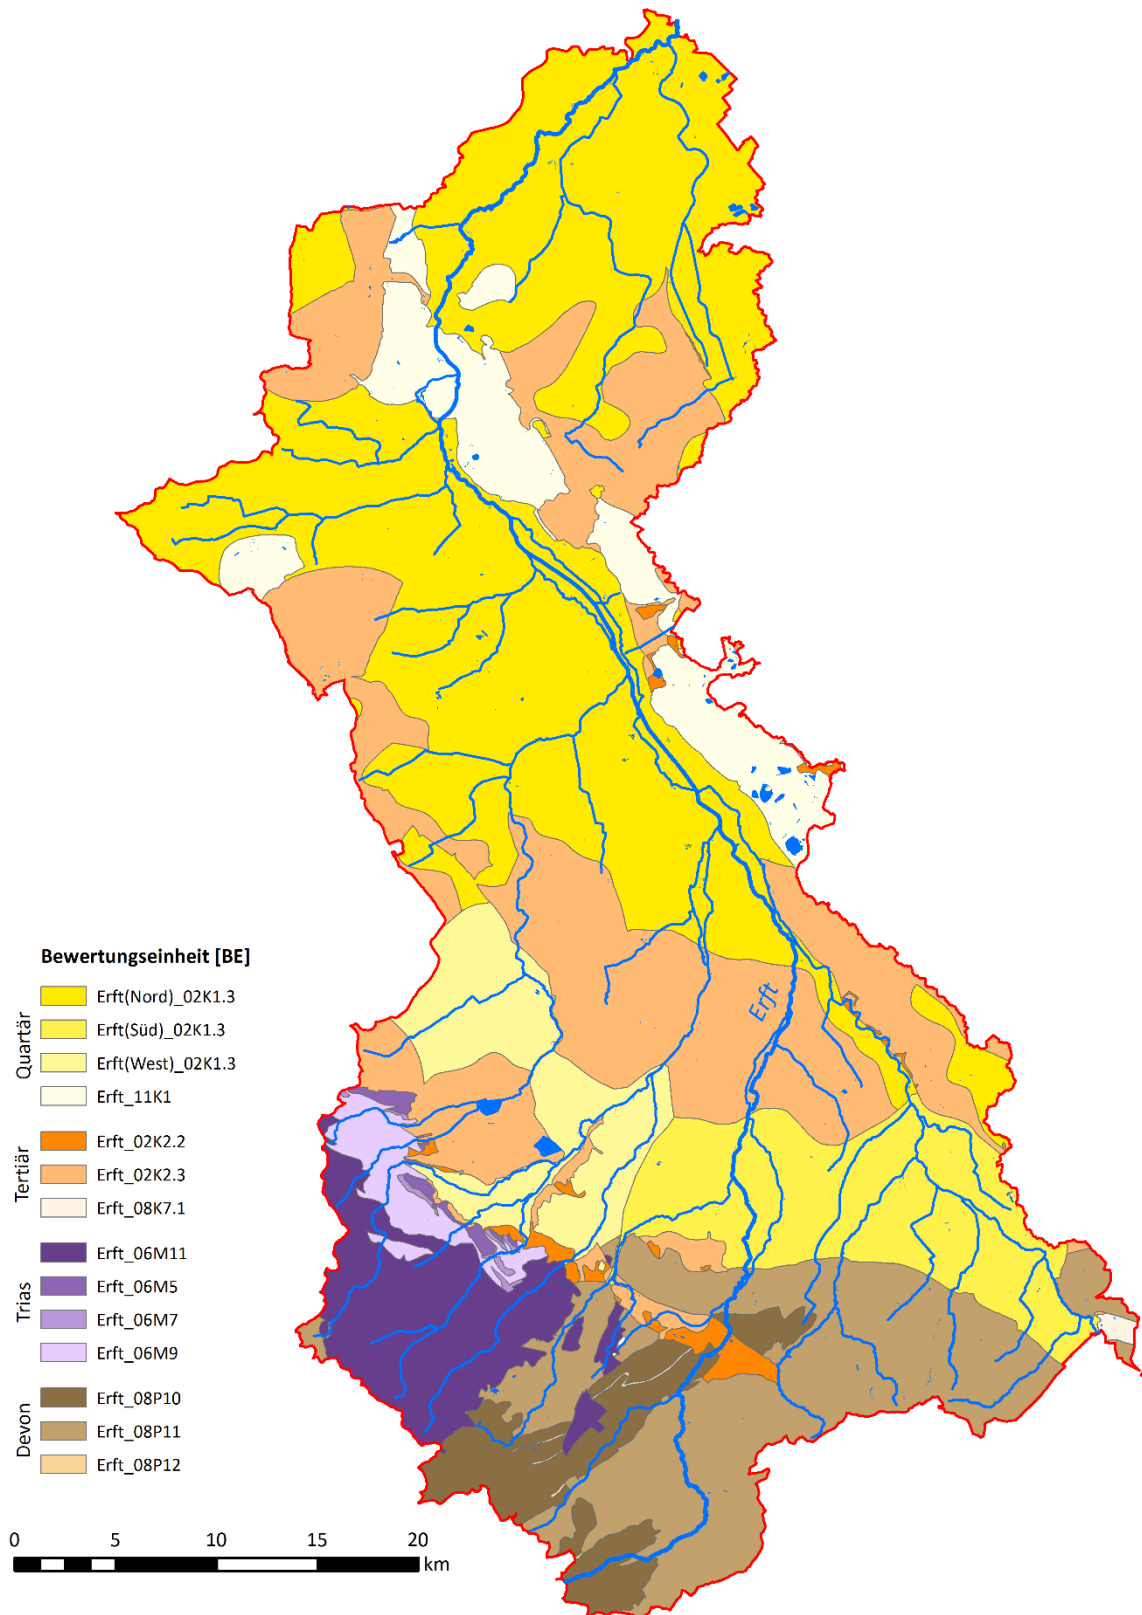 Erft
Bewertungseinheit [BE]
Quartär
Erft(Nord)_02K1.3
Erft(Süd)_02K1.3
Erft(West)_02K1.3
Erft_11K1
Tertiär
Erft_02K2.2
Erft_02K2.3
Erft_08K7.1
Trias
Erft_06M11
Erft_06M5
Erft_06M7
Erft_06M9
Devon
Erft_08P10
Erft_08P11
Erft_08P12
0 5 10 15 20
km